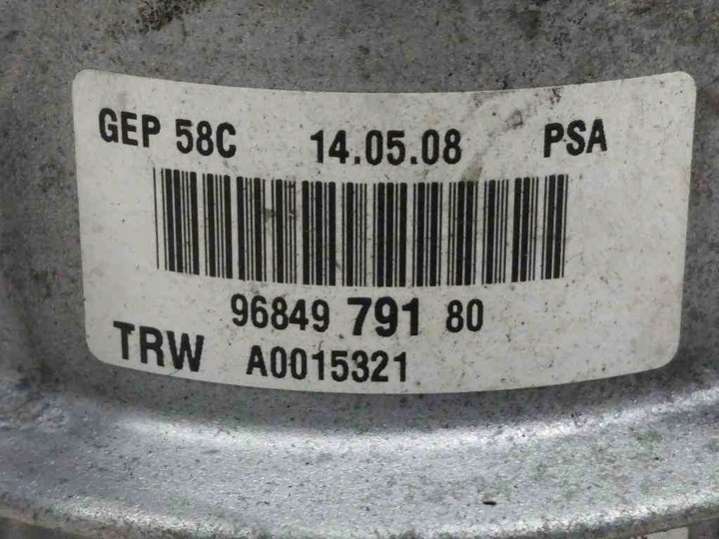 GEP 58C 14.05.08 PSA
96849 791 80
TRW A0015321